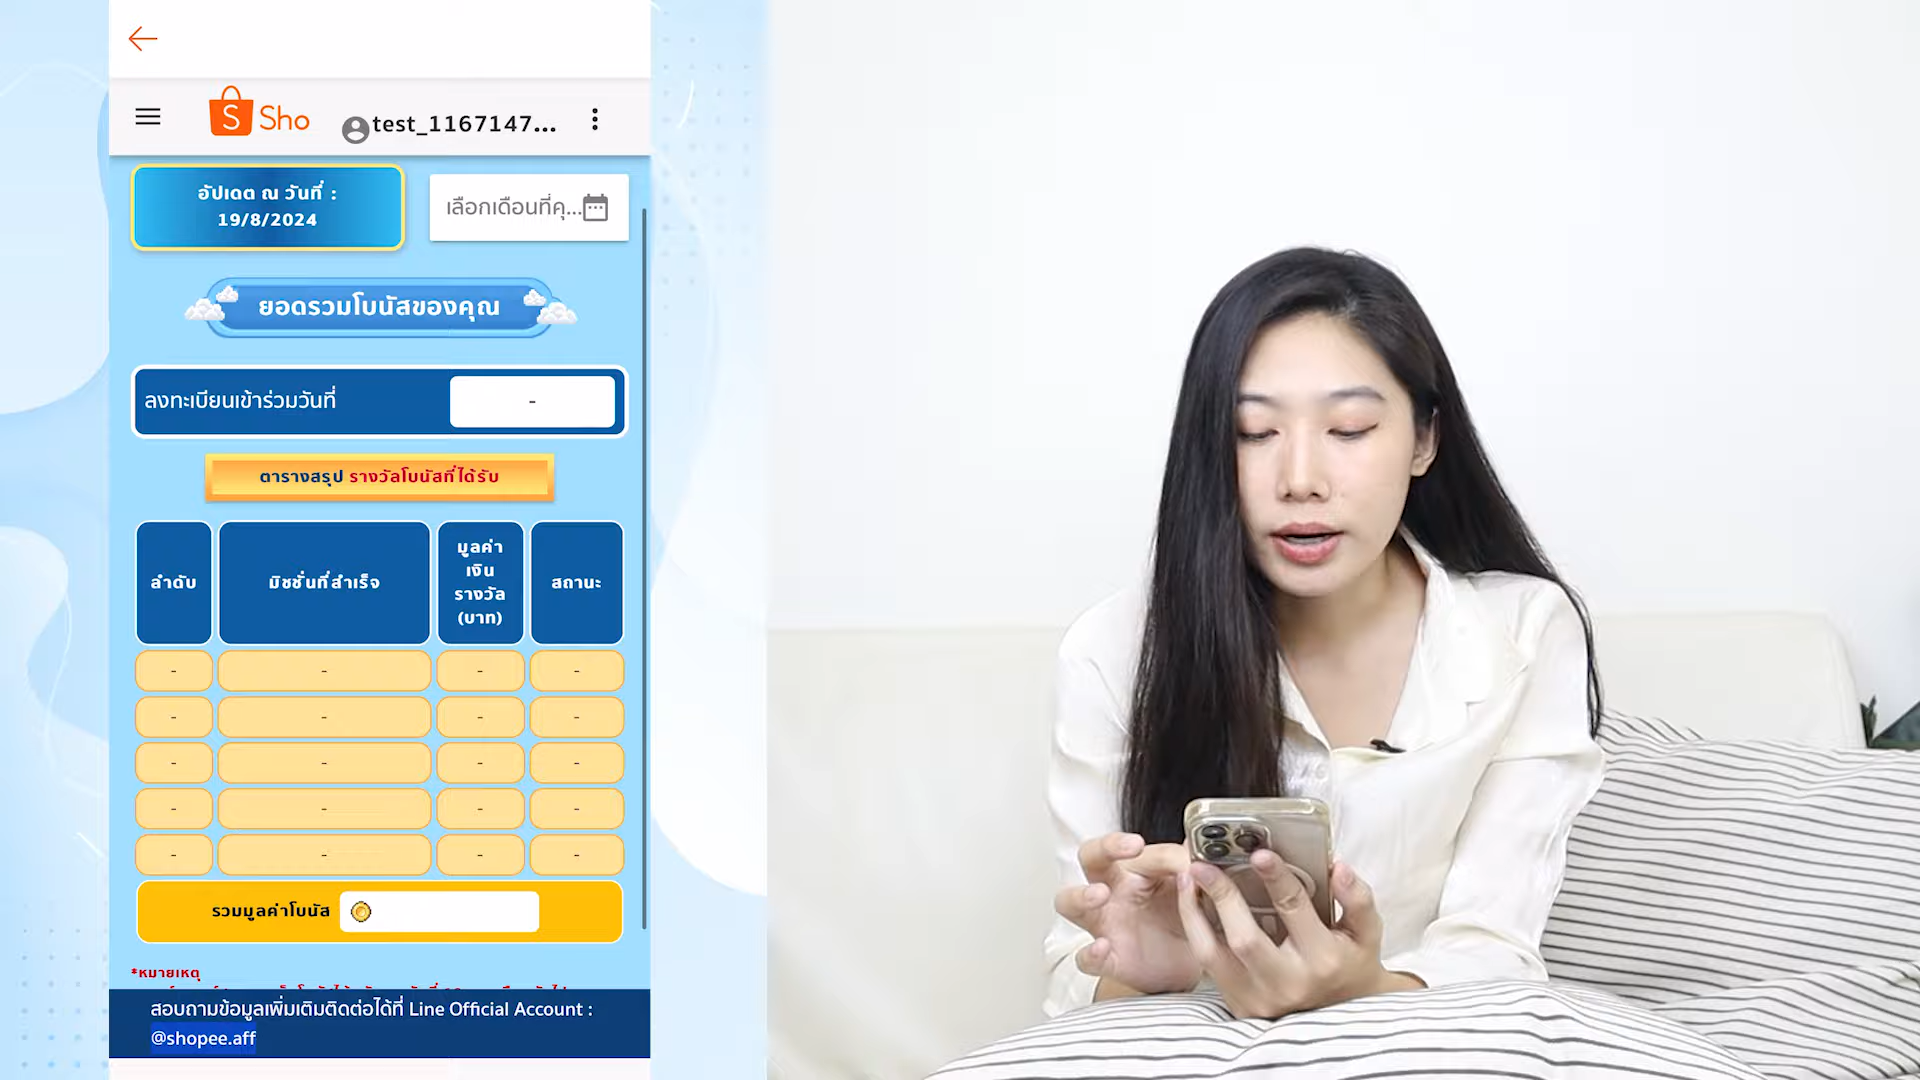 Sho
test_1167147...
อัปเดต ณ วันที่ :
19/8/2024
เลือกเดือนที่คุ...
ยอดรวมโบนัสของคุณ
ลงทะเบียนเข้าร่วมวันที่
-
ตารางสรุป รางวัลโบนัสที่ได้รับ
ลำดับ
มิชชั่นที่สำเร็จ
มูลค่า
เงิน
รางวัล
(บาท)
สถานะ
- - - -
- - - -
- - - -
- - - -
- - - -
รวมมูลค่าโบนัส
*หมายเหตุ
สอบถามข้อมูลเพิ่มเติมติดต่อได้ที่ Line Official Account :
@shopee.aff